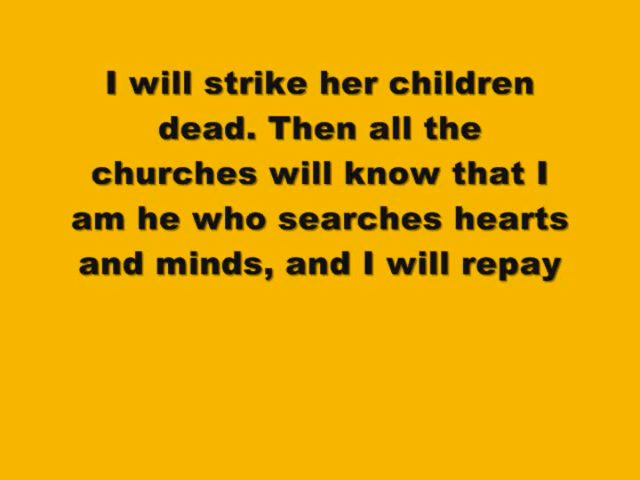 I will strike her children
dead. Then all the
churches will know that I
am he who searches hearts
and minds, and I will repay